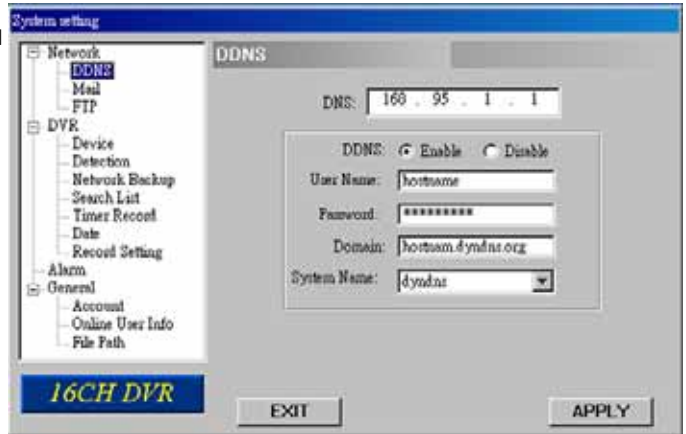 System setting
Network
DDNS
Mail
FTP
DVR
Device
Detection
Network Backup
Search List
Timer Record
Date
Record Setting
Alarm
General
Account
Online User Info
File Path
16CH DVR
DDNS
DNS: 168 . 95 . 1 . 1
DDNS: Enable Disable
User Name: hostname
Password: *********
Domain: hostnam.dyndns.org
System Name: dyndns
EXIT APPLY